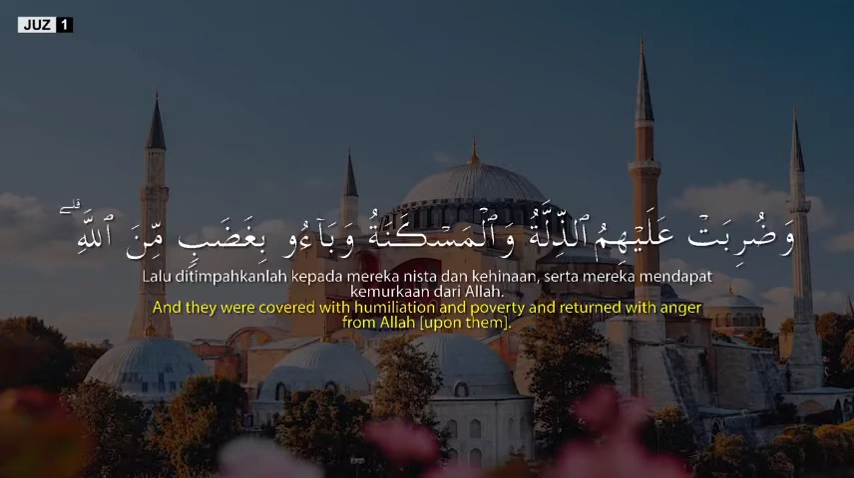 JUZ 1
وَضُرِبَتْ عَلَيْهِمُ ٱلذِّلَّةُ وَٱلْمَسْكَنَةُ وَبَآءُو بِغَضَبٍ مِّنَ ٱللَّهِ ۗ
Lalu ditimpahkanlah kepada mereka nista dan kehinaan, serta mereka mendapat
kemurkaan dari Allah.
And they were covered with humiliation and poverty and returned with anger
from Allah [upon them].